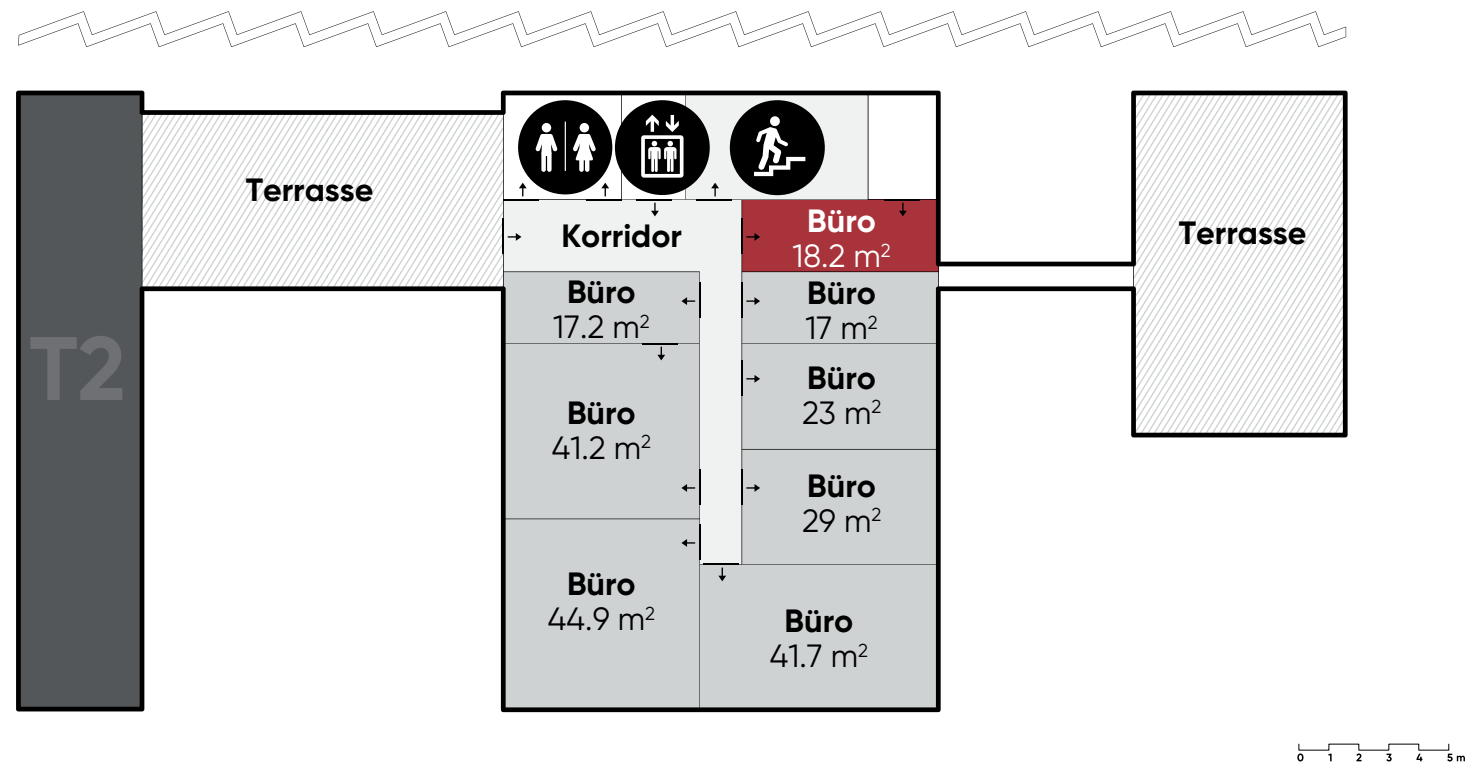 Terrasse
Korridor
Büro
18.2 m²
Terrasse
Büro
17.2 m²
Büro
17 m²
T2
Büro
41.2 m²
Büro
23 m²
Büro
29 m²
Büro
44.9 m²
Büro
41.7 m²
0 1 2 3 4 5 m